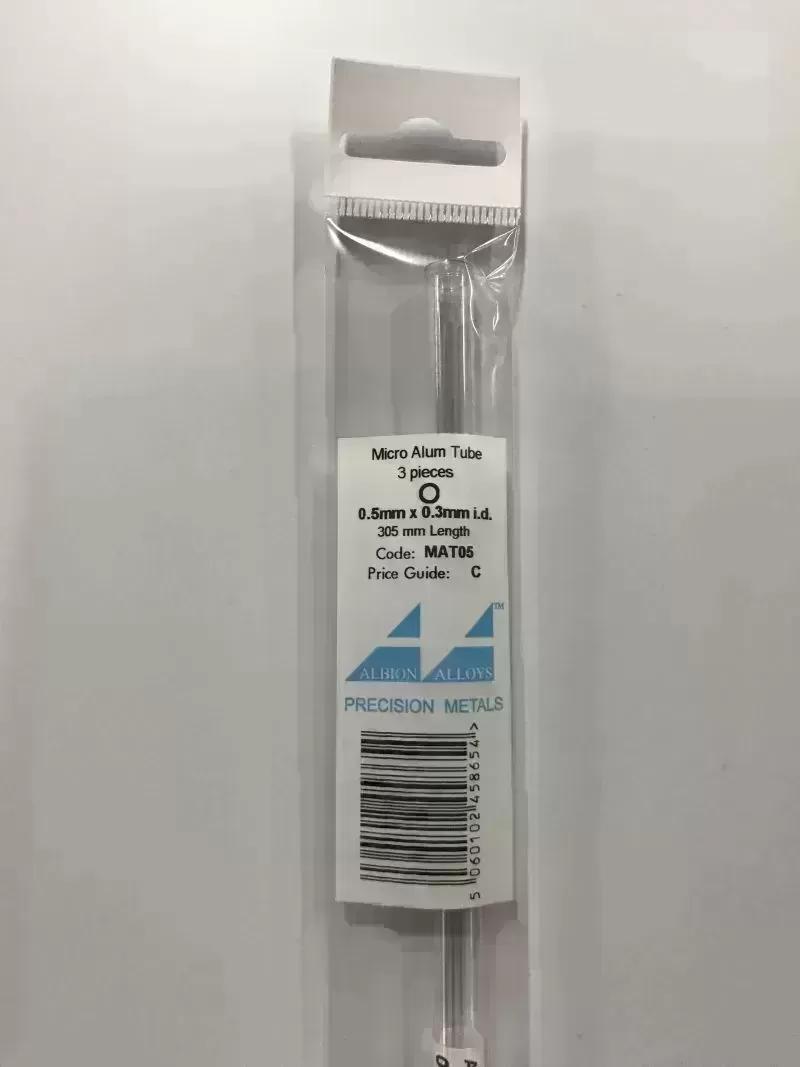 Micro Alum Tube
3 pieces
0.5mm x 0.3mm i.d.
305 mm Length
Code: MAT05
Price Guide: C
TM
ALBION ALLOYS
PRECISION METALS
5 060102 458654 >